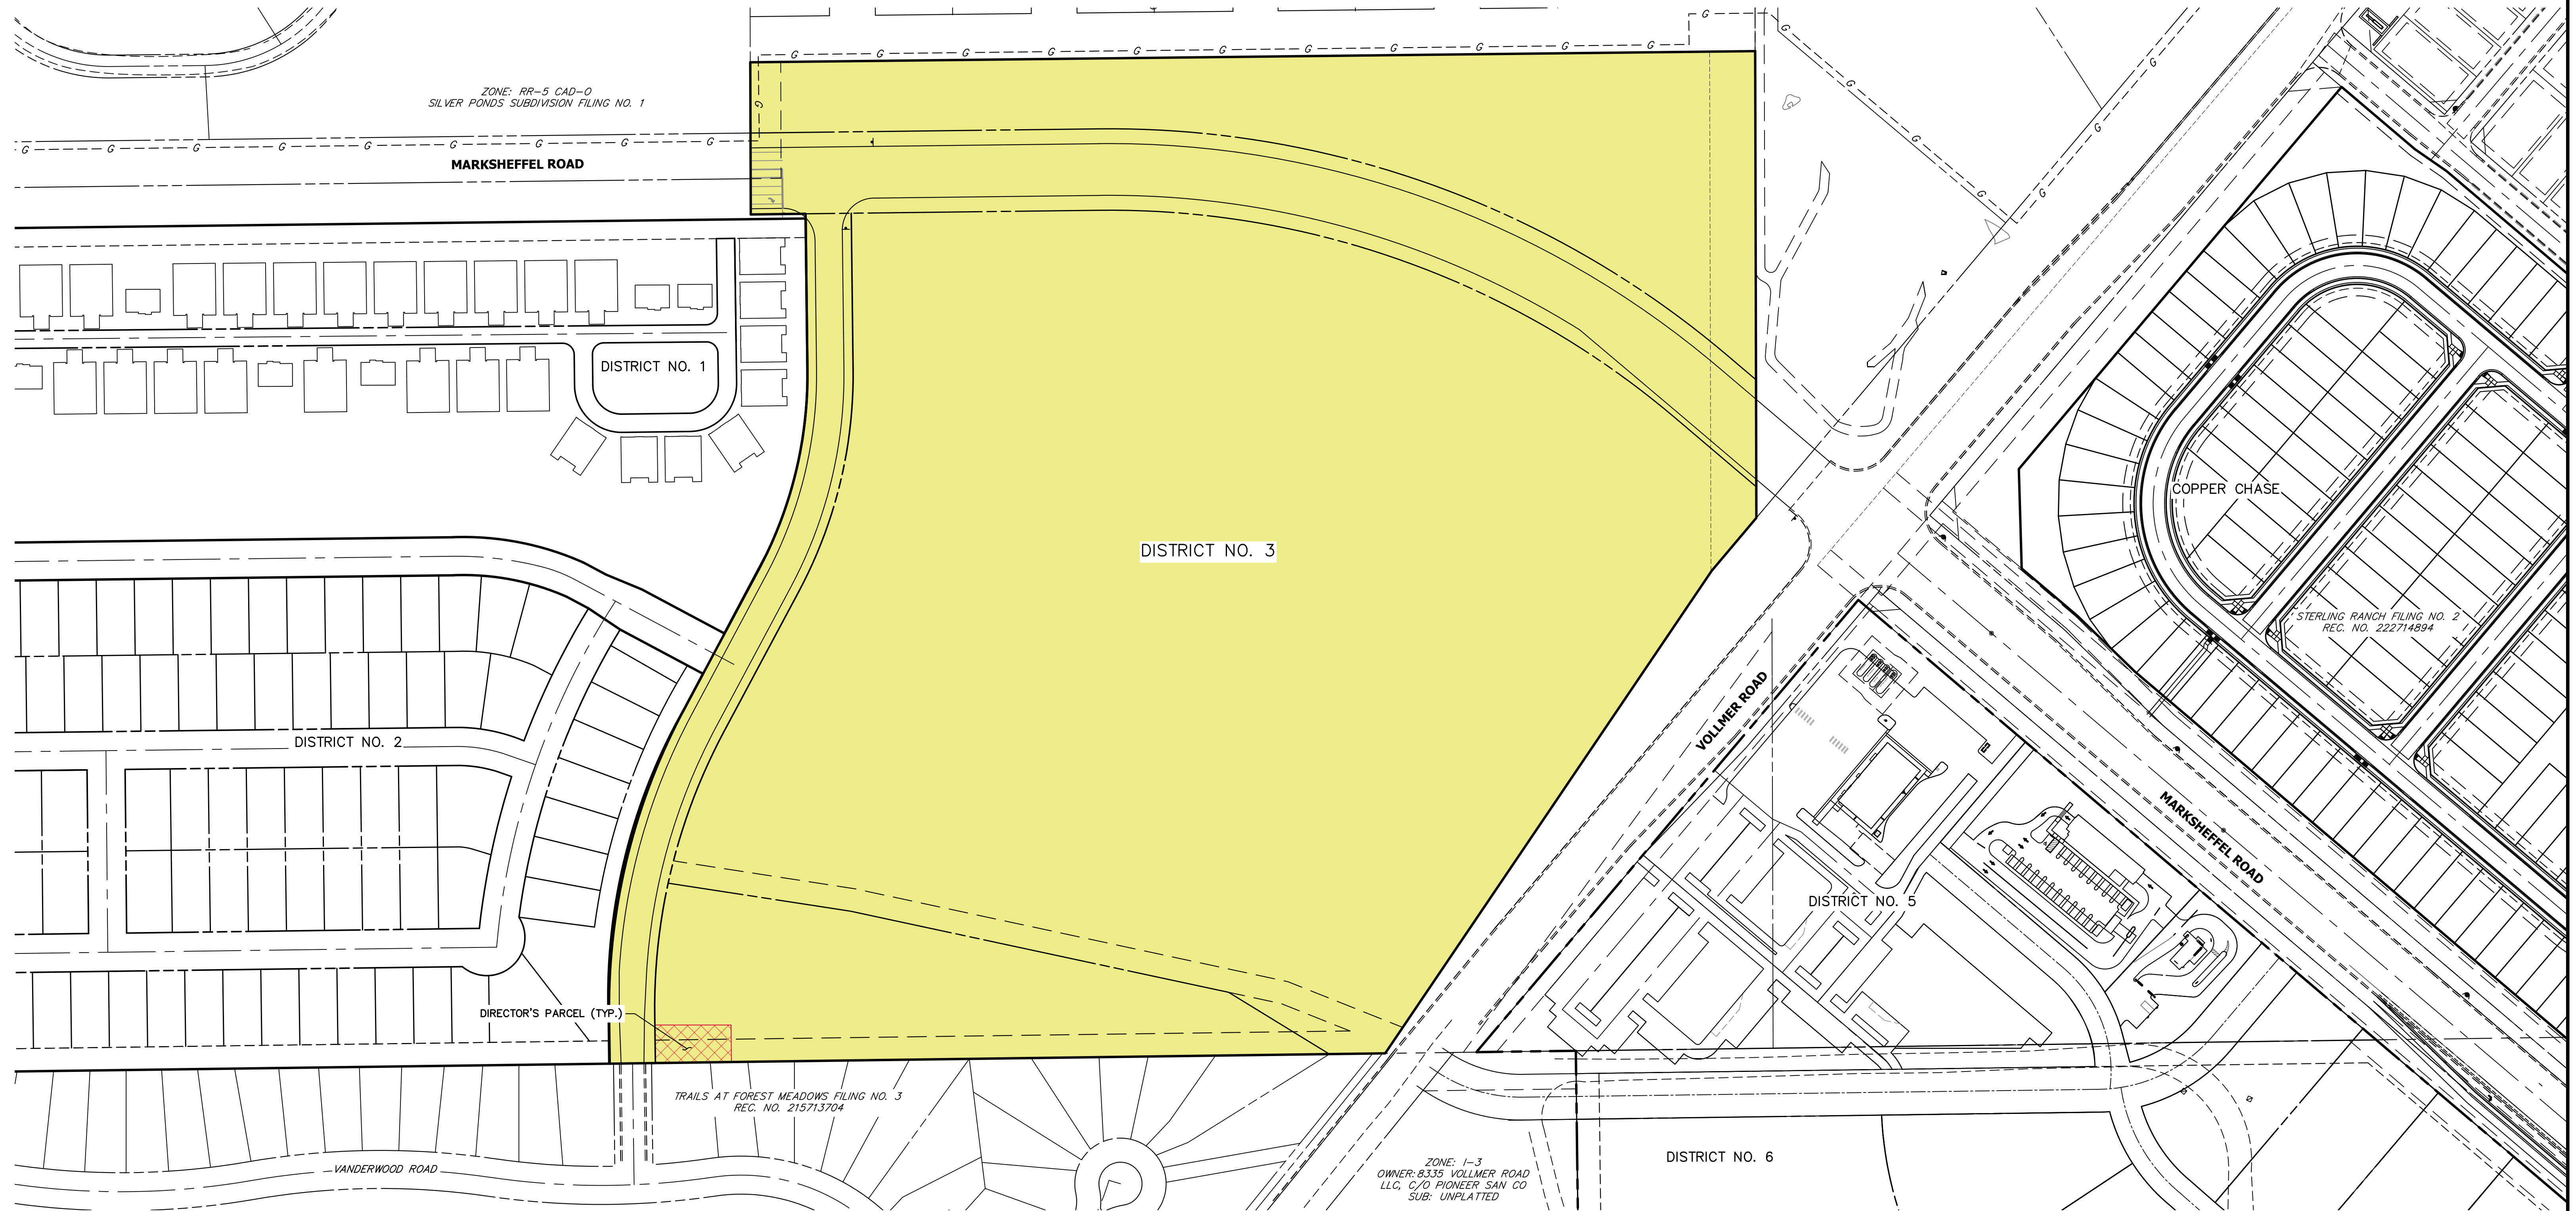 G G G G G G G G G G G G
G
G
G
G
G
G
G
G
ZONE: RR-5 CAD-O
SILVER PONDS SUBDIVISION FILING NO. 1
G G G G G G G G G
MARKSHEFFEL ROAD
DISTRICT NO. 1
DISTRICT NO. 3
COPPER CHASE
STERLING RANCH FILING NO. 2
REC. NO. 222714894
VOLLMER ROAD
DISTRICT NO. 2
MARKSHEFFEL ROAD
DISTRICT NO. 5
DIRECTOR'S PARCEL (TYP.)
TRAILS AT FOREST MEADOWS FILING NO. 3
REC. NO. 215713704
VANDERWOOD ROAD
DISTRICT NO. 6
ZONE: I-3
OWNER: 8335 VOLLMER ROAD
LLC, C/O PIONEER SAN CO
SUB: UNPLATTED